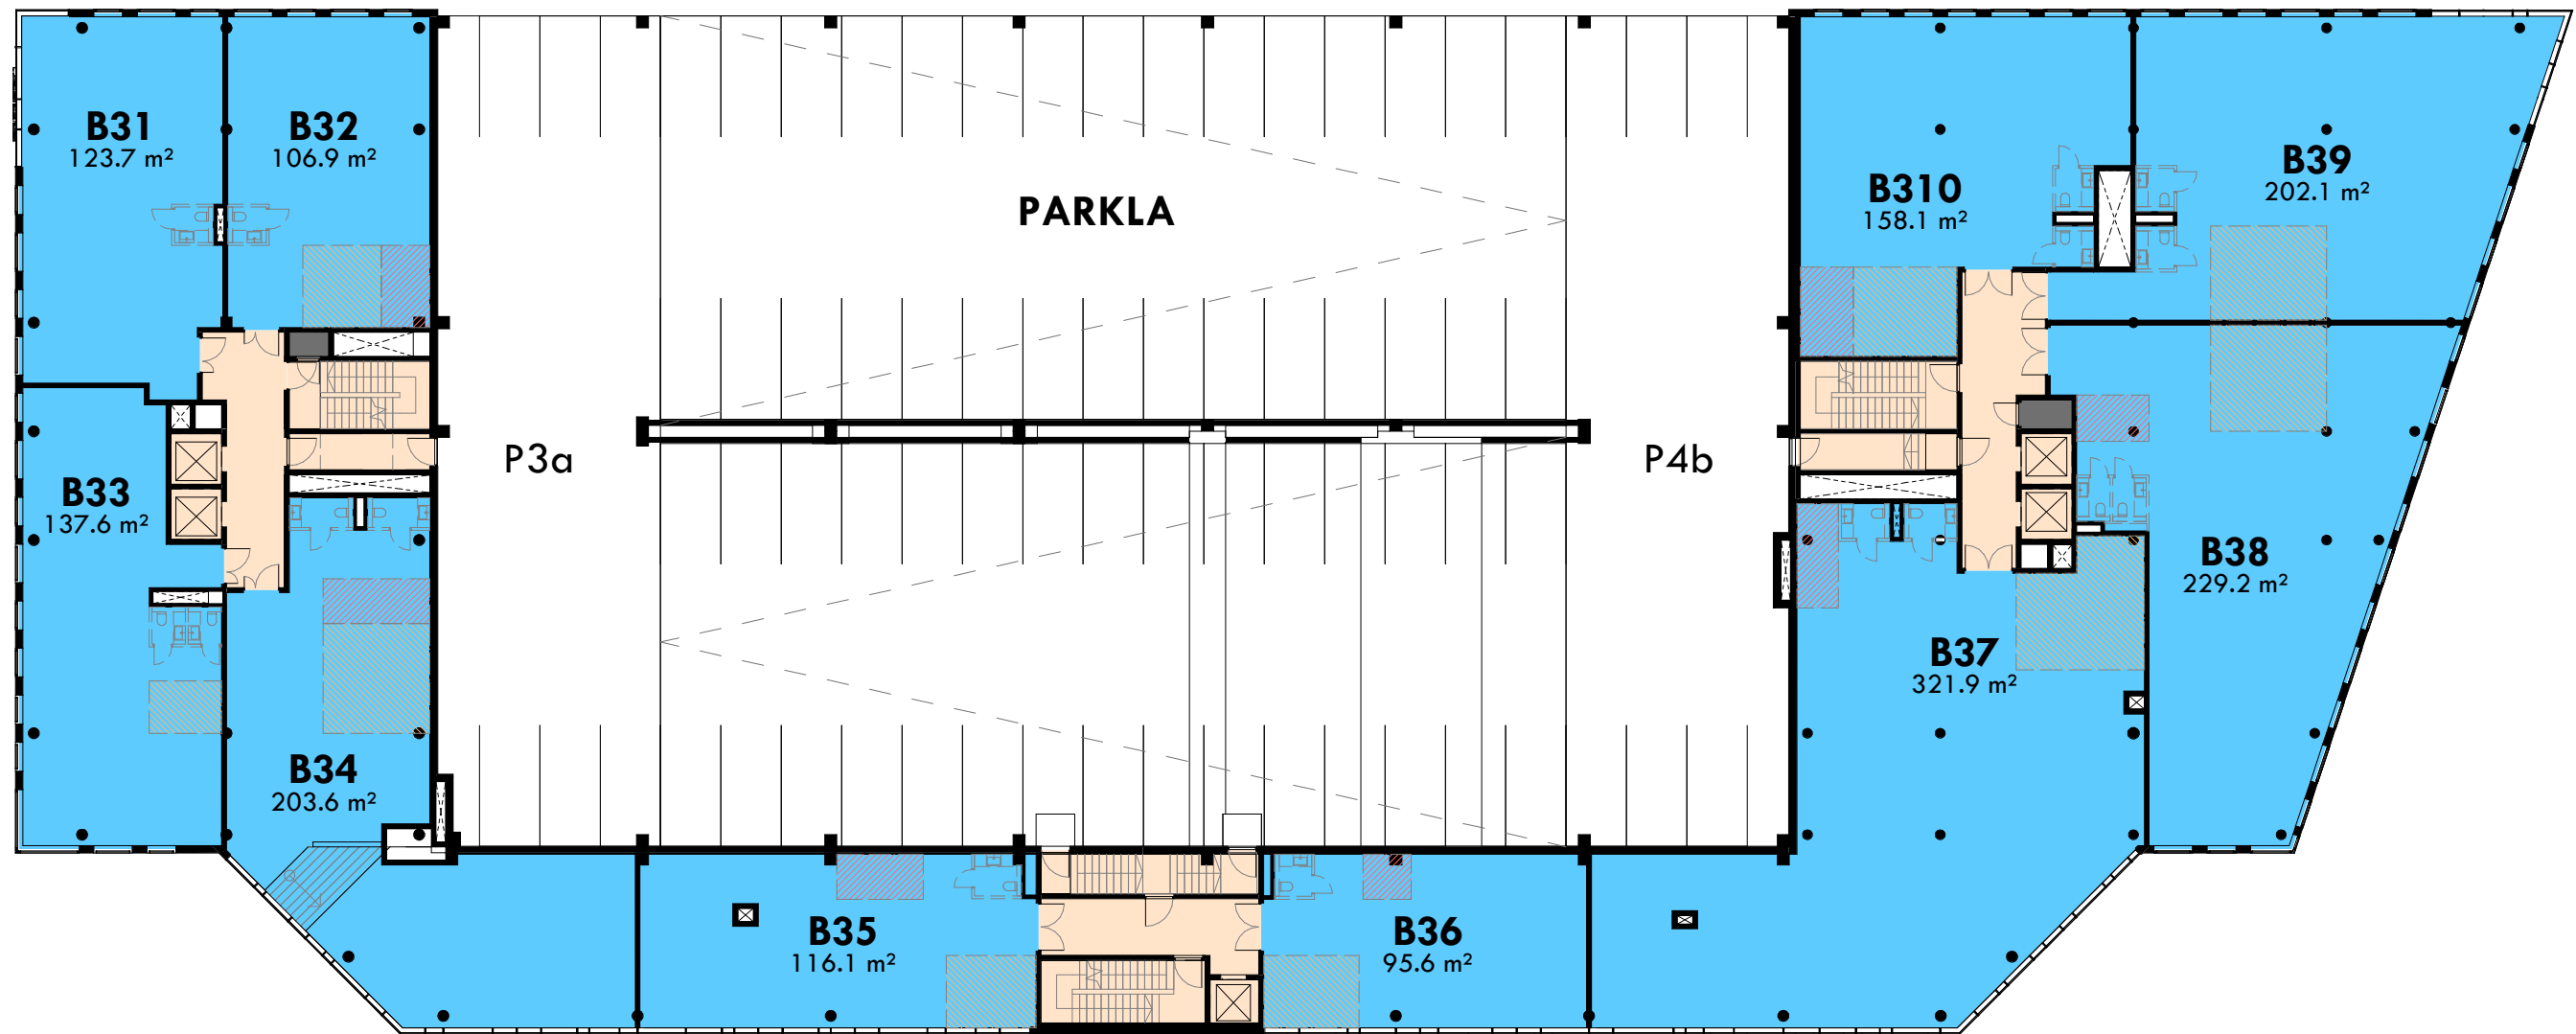 B31
123.7 m²
B32
106.9 m²
PARKLA
B310
158.1 m²
B39
202.1 m²
B33
137.6 m²
P3a
P4b
B38
229.2 m²
B37
321.9 m²
B34
203.6 m²
B35
116.1 m²
B36
95.6 m²